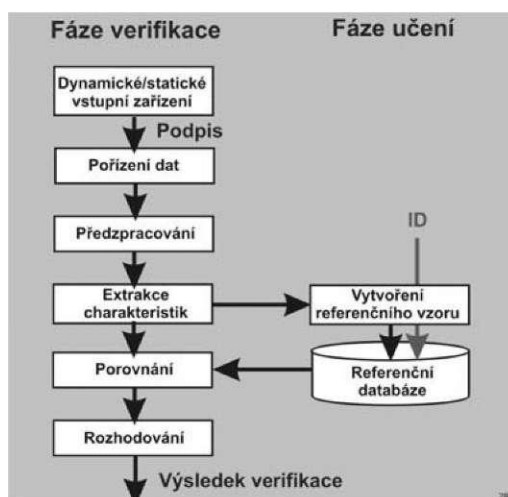 Fáze verifikace
Fáze učení
Dynamické/statické
vstupní zařízení
Podpis
Pořízení dat
Předzpracování
ID
Extrakce
charakteristik
Vytvoření
referenčního vzoru
Porovnání
Referenční
databáze
Rozhodování
Výsledek verifikace